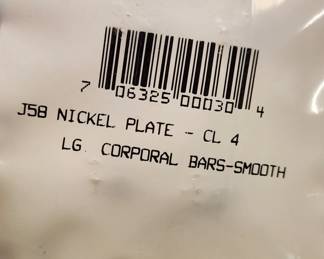 7 06325 00030 4
J58 NICKEL PLATE - CL 4
LG. CORPORAL BARS-SMOOTH